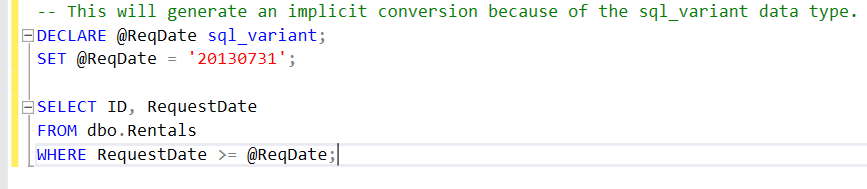 -- This will generate an implicit conversion because of the sql_variant data type.
DECLARE @ReqDate sql_variant;
SET @ReqDate = '20130731';
SELECT ID, RequestDate
FROM dbo.Rentals
WHERE RequestDate >= @ReqDate;